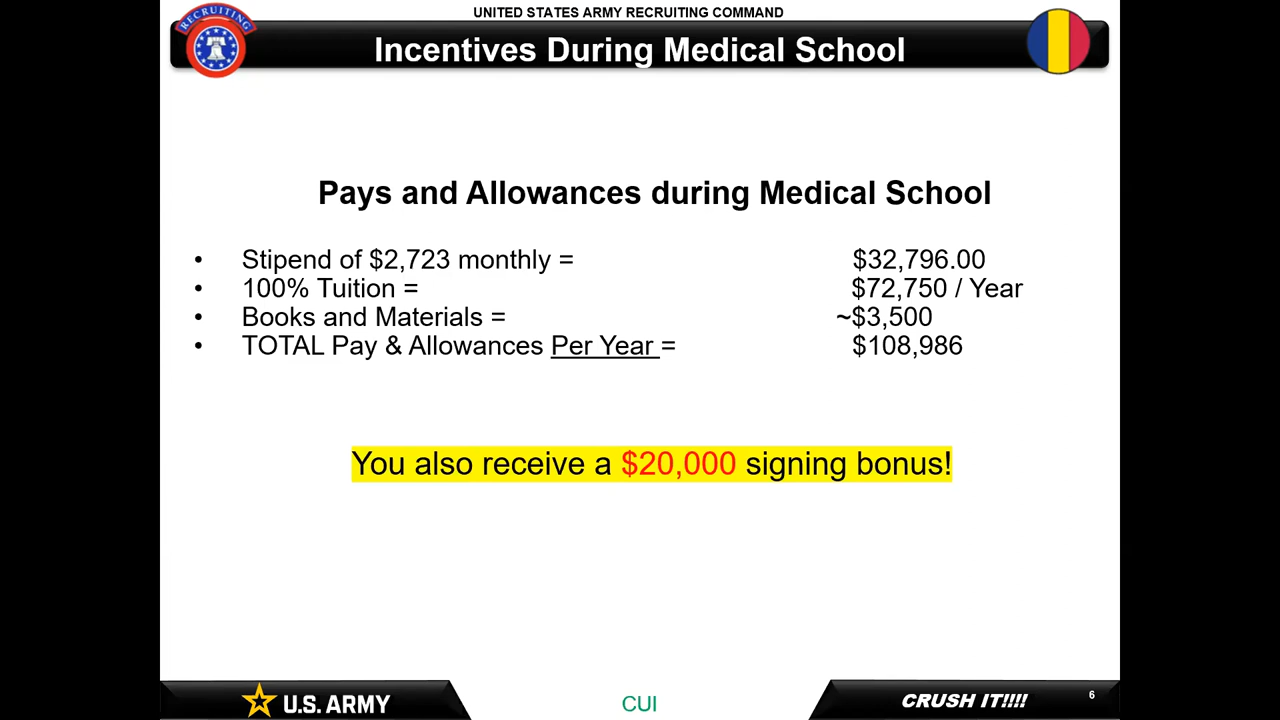 UNITED STATES ARMY RECRUITING COMMAND
RECRUITING
Incentives During Medical School
Pays and Allowances during Medical School
• Stipend of $2,723 monthly = $32,796.00
• 100% Tuition = $72,750 / Year
• Books and Materials = ~$3,500
• TOTAL Pay & Allowances Per Year = $108,986
You also receive a $20,000 signing bonus!
U.S. ARMY
CUI
CRUSH IT!!!!
6